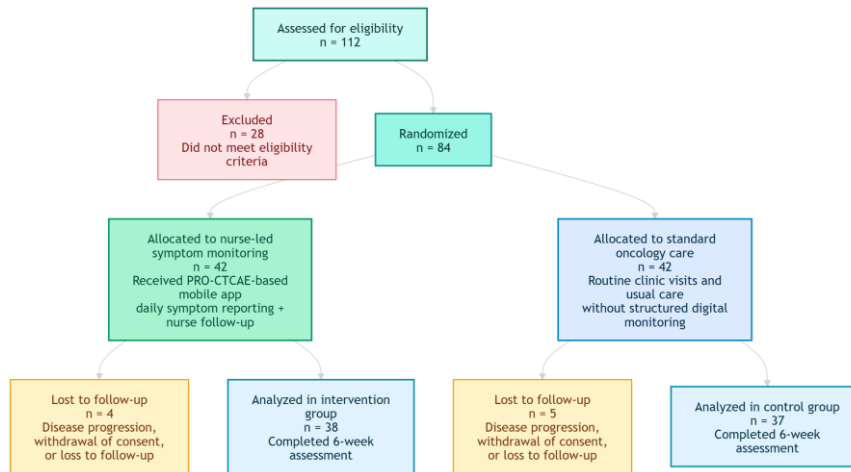 Assessed for eligibility
n = 112
Excluded
n = 28
Did not meet eligibility
criteria
Randomized
n = 84
Allocated to nurse-led
symptom monitoring
n = 42
Received PRO-CTCAE-based
mobile app
daily symptom reporting +
nurse follow-up
Allocated to standard
oncology care
n = 42
Routine clinic visits and
usual care
without structured digital
monitoring
Lost to follow-up
n = 4
Disease progression,
withdrawal of consent,
or loss to follow-up
Analyzed in intervention
group
n = 38
Completed 6-week
assessment
Lost to follow-up
n = 5
Disease progression,
withdrawal of consent,
or loss to follow-up
Analyzed in control group
n = 37
Completed 6-week
assessment